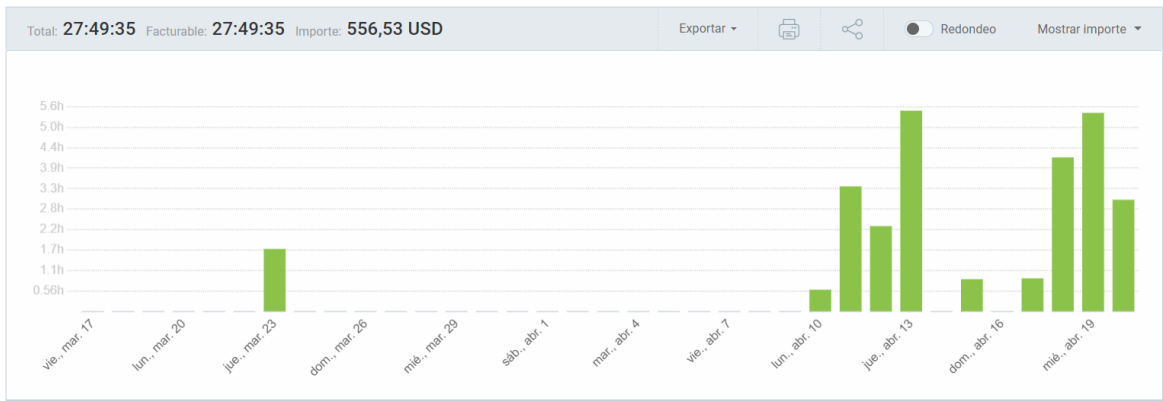 Total: 27:49:35 Facturable: 27:49:35 Importe: 556,53 USD Exportar Redondeo Mostrar importe
5.6h
5.0h
4.4h
3.9h
3.3h
2.8h
2.2h
1.7h
1.1h
0.56h
vie., mar. 17 lun., mar. 20 jue., mar. 23 dom., mar. 26 mié., mar. 29 sáb., abr. 1 mar., abr. 4 vie., abr. 7 lun., abr. 10 jue., abr. 13 dom., abr. 16 mié., abr. 19